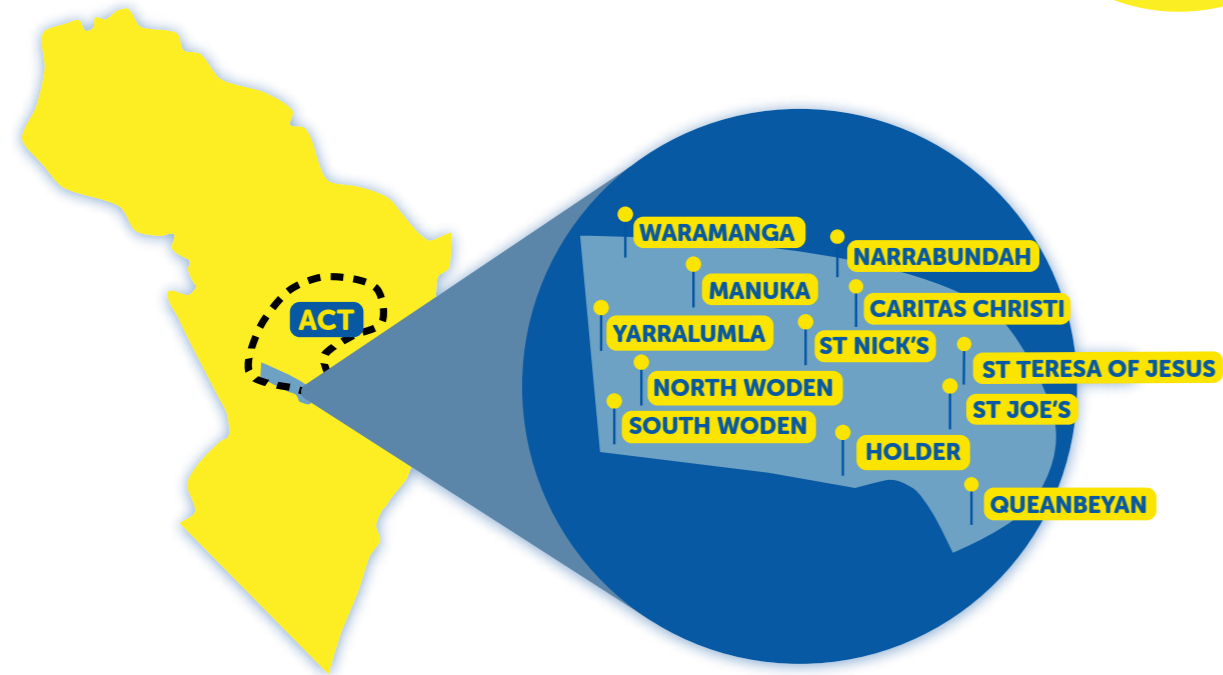 WARAMANGA
NARRABUNDAH
MANUKA
CARITAS CHRISTI
ACT
YARRALUMLA
ST NICK'S
ST TERESA OF JESUS
NORTH WODEN
ST JOE'S
SOUTH WODEN
HOLDER
QUEANBEYAN